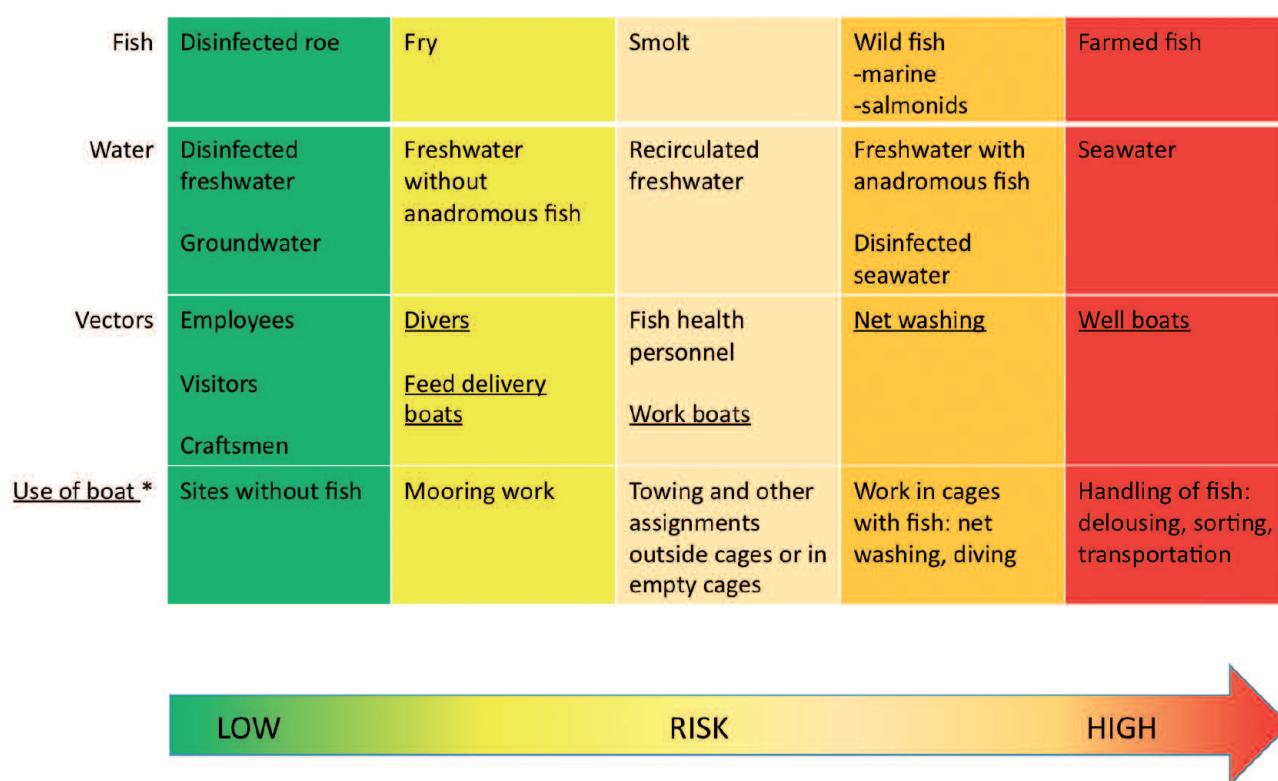 Fish
Disinfected roe
Fry
Smolt
Wild fish
-marine
-salmonids
Farmed fish
Water
Disinfected
freshwater
Groundwater
Freshwater
without
anadromous fish
Recirculated
freshwater
Freshwater with
anadromous fish
Disinfected
seawater
Seawater
Vectors
Employees
Visitors
Craftsmen
Divers
Feed delivery
boats
Fish health
personnel
Work boats
Net washing
Well boats
Use of boat *
Sites without fish
Mooring work
Towing and other
assignments
outside cages or in
empty cages
Work in cages
with fish: net
washing, diving
Handling of fish:
delousing, sorting,
transportation
LOW
RISK
HIGH